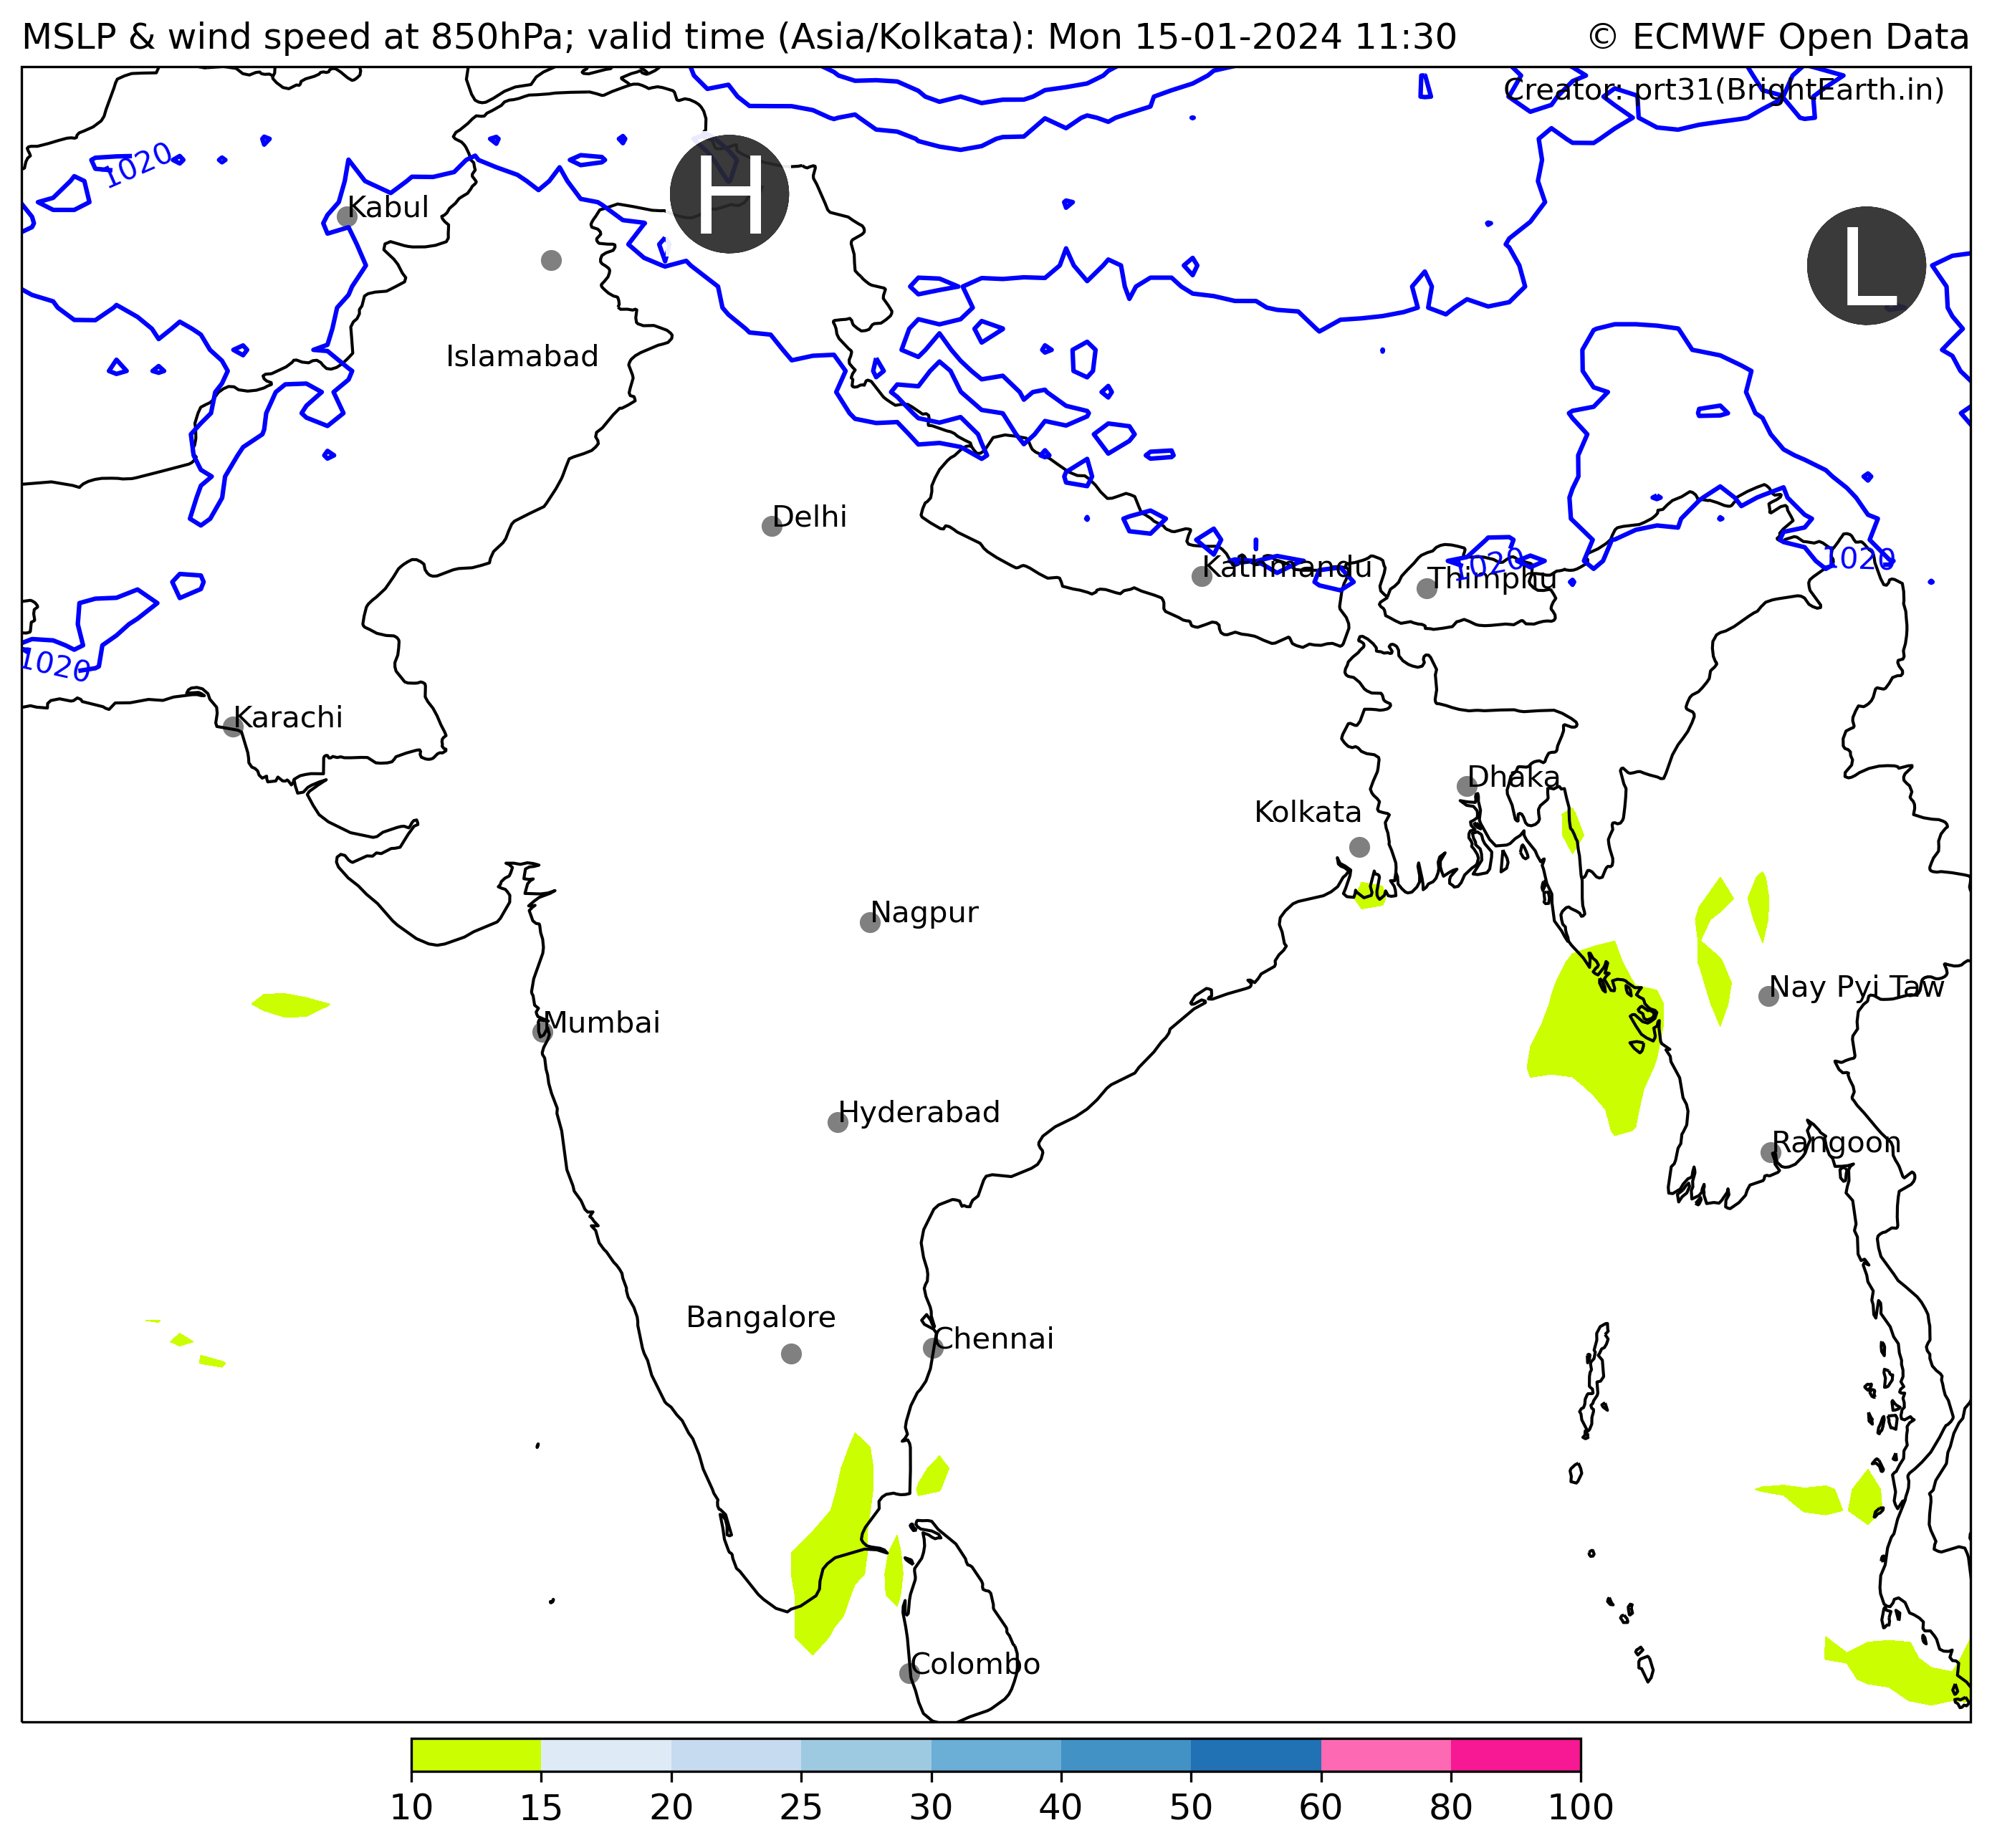 MSLP & wind speed at 850hPa; valid time (Asia/Kolkata): Mon 15-01-2024 11:30
© ECMWF Open Data
Creator: prt31(BrightEarth.in)
1020
H
Kabul
L
Islamabad
Delhi
1020
1020
Kathmandu
Thimphu
1020
Karachi
Dhaka
Kolkata
Nagpur
Nay Pyi Taw
Mumbai
Hyderabad
Rangoon
Bangalore
Chennai
Colombo
10 15 20 25 30 40 50 60 80 100